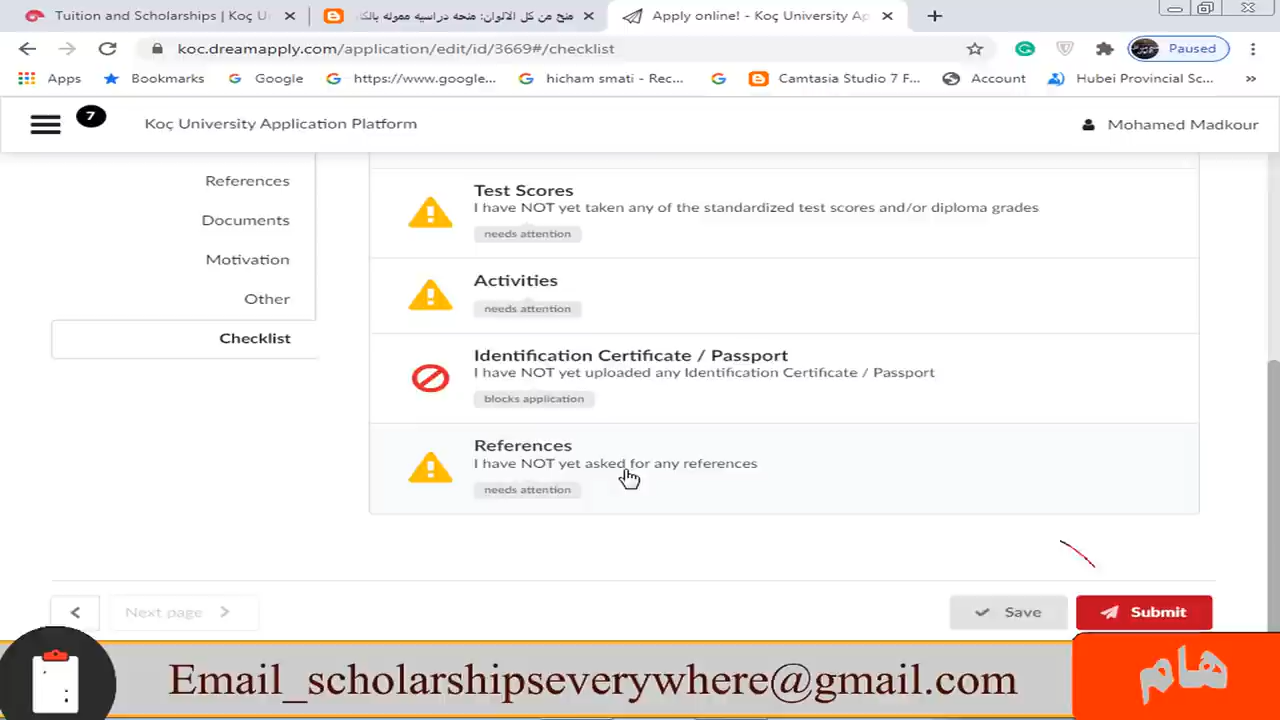 Tuition and Scholarships | Koç U
منح من كل الالوان: منحه دراسيه مموله بالكا
Apply online! - Koç University Ap
koc.dreamapply.com/application/edit/id/3669#/checklist
Paused
Apps
Bookmarks
Google
https://www.google...
hicham smati - Rec...
Camtasia Studio 7 F...
Account
Hubei Provincial Sc...
»
7
Koç University Application Platform
Mohamed Madkour
References
Documents
Motivation
Other
Checklist
Test Scores
I have NOT yet taken any of the standardized test scores and/or diploma grades
needs attention
Activities
needs attention
Identification Certificate / Passport
I have NOT yet uploaded any Identification Certificate / Passport
blocks application
References
I have NOT yet asked for any references
needs attention
Next page
Save
Submit
Email_scholarshipseverywhere@gmail.com
هام